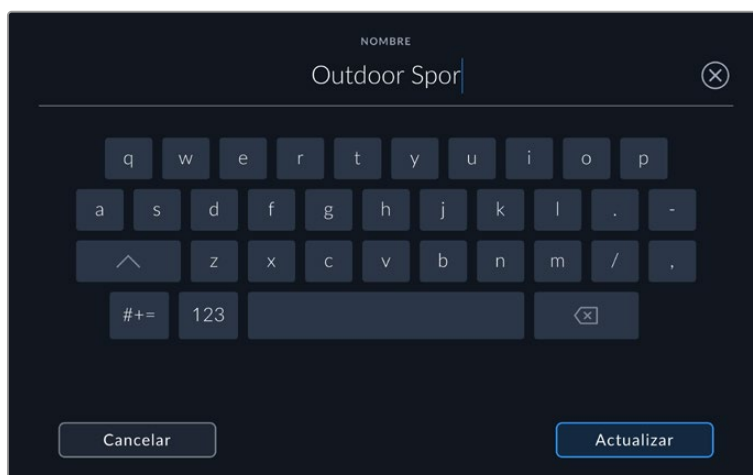 NOMBRE
Outdoor Spor
q w e r t y u i o p
a s d f g h j k l . -
z x c v b n m / ,
#+= 123
Cancelar Actualizar